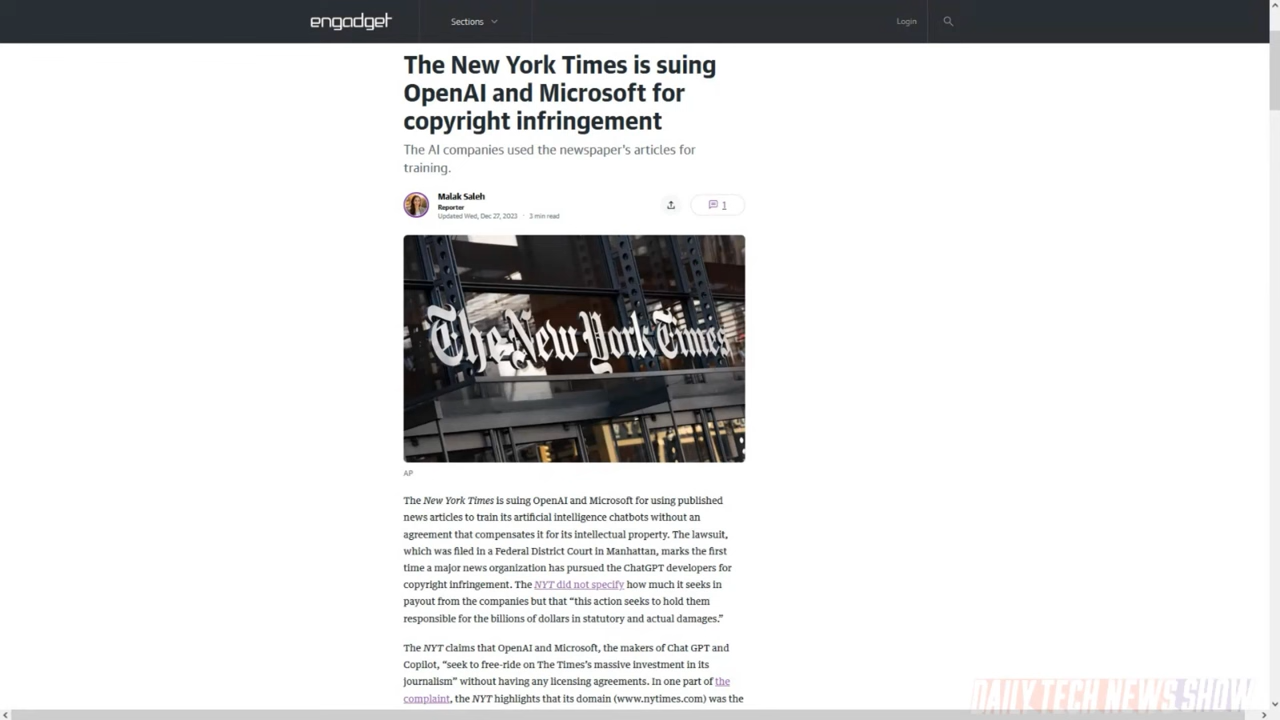 engadget
Sections
Login
The New York Times is suing
OpenAI and Microsoft for
copyright infringement
The AI companies used the newspaper's articles for
training.
Malak Saleh
Reporter
Updated Wed, Dec 27, 2023 · 3 min read
1
The New York Times
AP
The New York Times is suing OpenAI and Microsoft for using published
news articles to train its artificial intelligence chatbots without an
agreement that compensates it for its intellectual property. The lawsuit,
which was filed in a Federal District Court in Manhattan, marks the first
time a major news organization has pursued the ChatGPT developers for
copyright infringement. The NYT did not specify how much it seeks in
payout from the companies but that “this action seeks to hold them
responsible for the billions of dollars in statutory and actual damages.”
The NYT claims that OpenAI and Microsoft, the makers of Chat GPT and
Copilot, “seek to free-ride on The Times’s massive investment in its
journalism” without having any licensing agreements. In one part of the
complaint, the NYT highlights that its domain (www.nytimes.com) was the
DAILY TECH NEWS SHOW